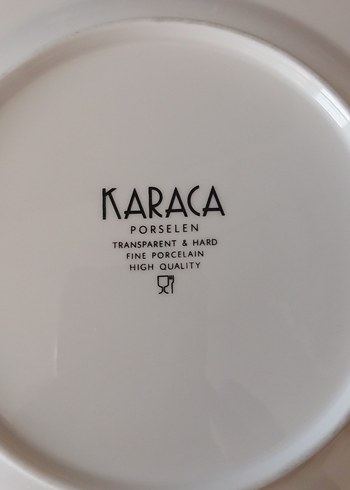 KARACA
PORSELEN
TRANSPARENT & HARD
FINE PORCELAIN
HIGH QUALITY